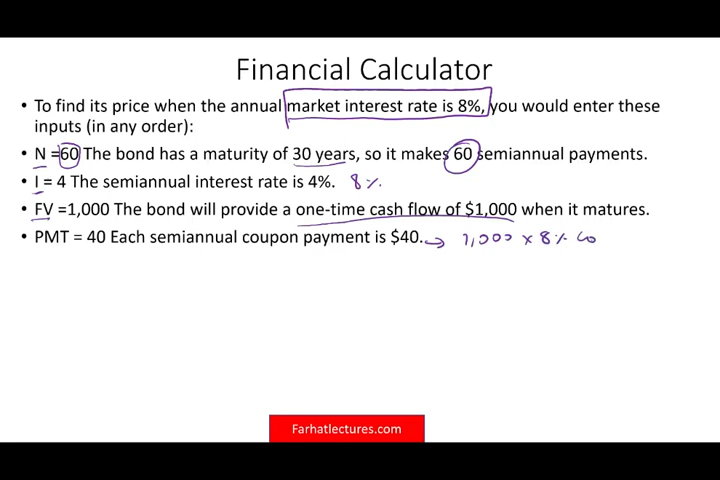 Financial Calculator
• To find its price when the annual market interest rate is 8%, you would enter these
inputs (in any order):
• N =60 The bond has a maturity of 30 years, so it makes 60 semiannual payments.
• I = 4 The semiannual interest rate is 4%. 8%
• FV =1,000 The bond will provide a one-time cash flow of $1,000 when it matures.
• PMT = 40 Each semiannual coupon payment is $40. → 1,000 x 8% co
Farhatlectures.com